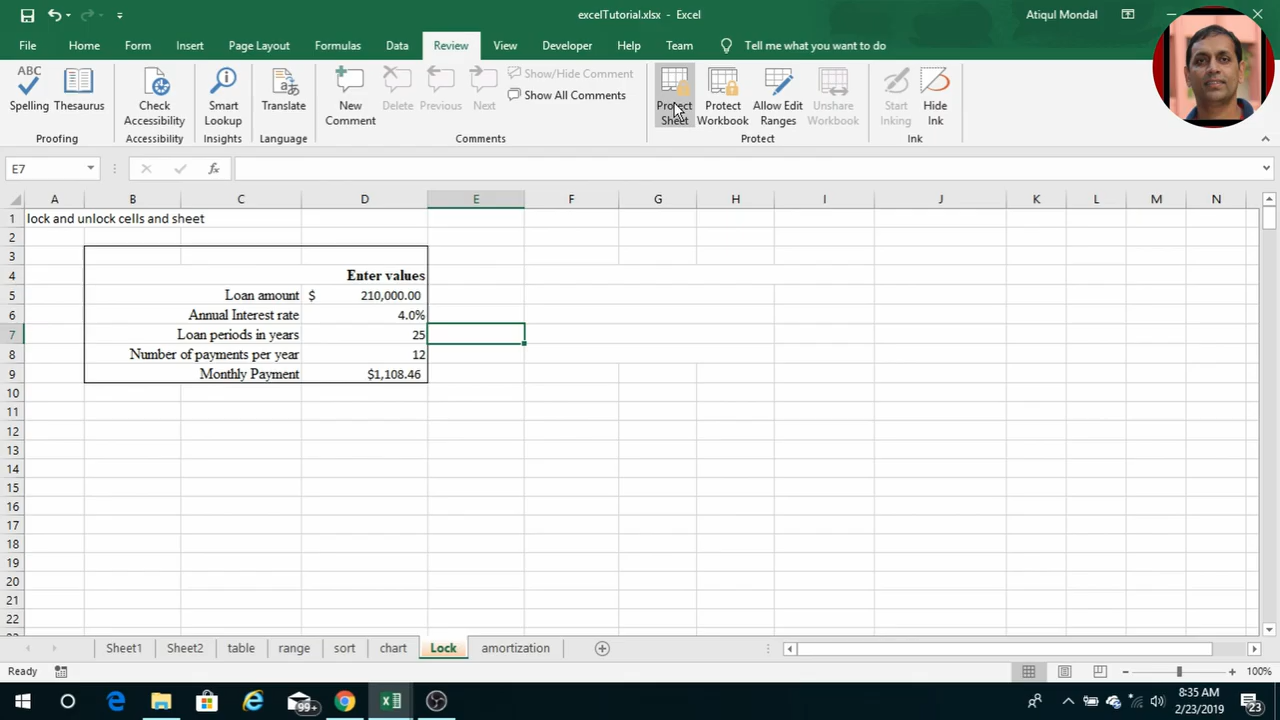 excelTutorial.xlsx - Excel
Atiqul Mondal
File Home Form Insert Page Layout Formulas Data Review View Developer Help Team Tell me what you want to do
ABC
Spelling Thesaurus Check Accessibility Smart Lookup Translate New Comment Delete Previous Next
Show/Hide Comment
Show All Comments
Protect Sheet Protect Workbook Allow Edit Ranges Unshare Workbook Start Inking Hide Ink
Proofing Accessibility Insights Language Comments Protect Ink
E7 fx
A B C D E F G H I J K L M N
1 lock and unlock cells and sheet
2
3
4 Enter values
5 Loan amount $ 210,000.00
6 Annual Interest rate 4.0%
7 Loan periods in years 25
8 Number of payments per year 12
9 Monthly Payment $1,108.46
10
11
12
13
14
15
16
17
18
19
20
21
22
Sheet1 Sheet2 table range sort chart Lock amortization
Ready 100%
99+
8:35 AM
2/23/2019
23